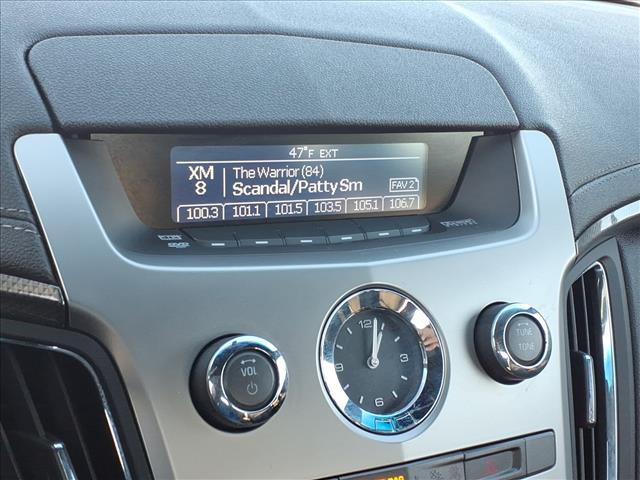 47°F EXT
XM The Warrior (84)
8 Scandal/Patty Sm FAV 2
100.3 101.1 101.5 103.5 105.1 106.7
VOL
12
3
6
9
TUNE
TONE